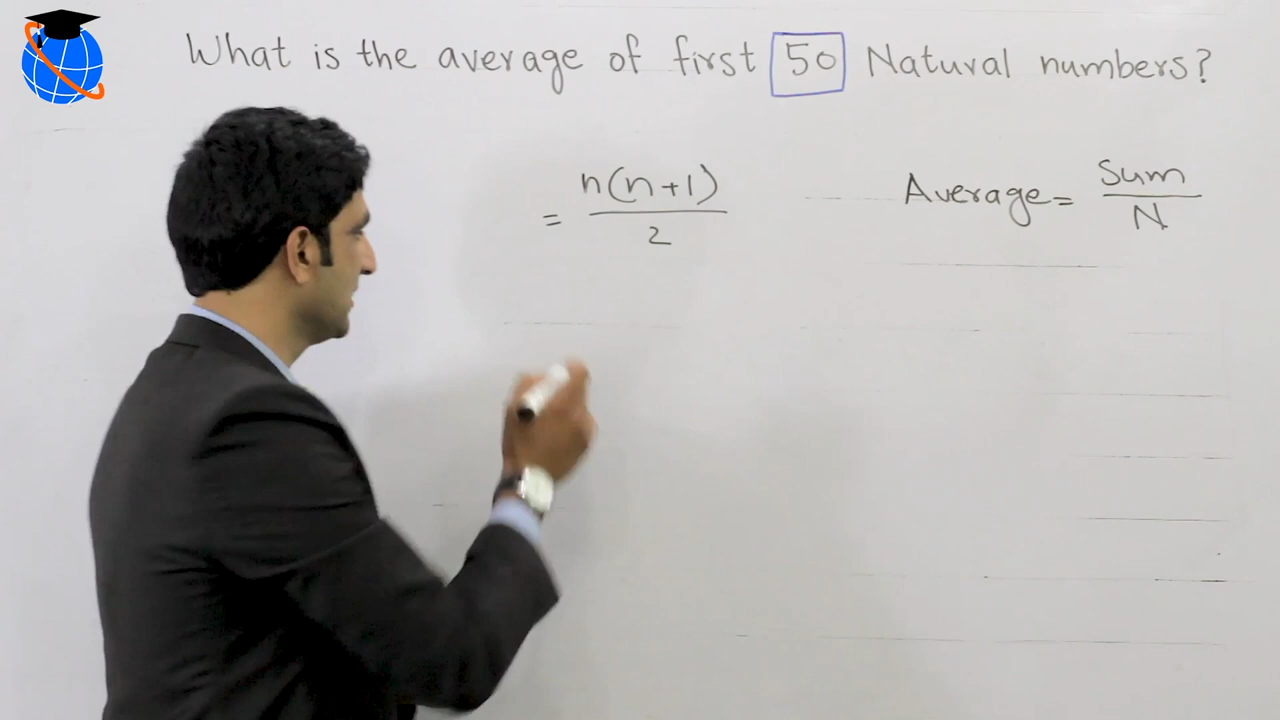 What is the average of first 50 Natural numbers?
= n(n+1)/2
Average = Sum/N